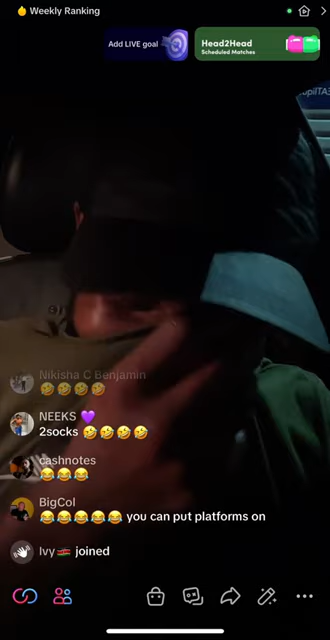 🔥 Weekly Ranking
Add LIVE goal
Head2Head
Scheduled Matches
Nikisha C Benjamin
🤣🤣🤣🤣
NEEKS 💜
2socks 🤣🤣🤣🤣
cashnotes
😂😂😂
BigCol
😂😂😂😂😂 you can put platforms on
Ivy🇰🇪 joined